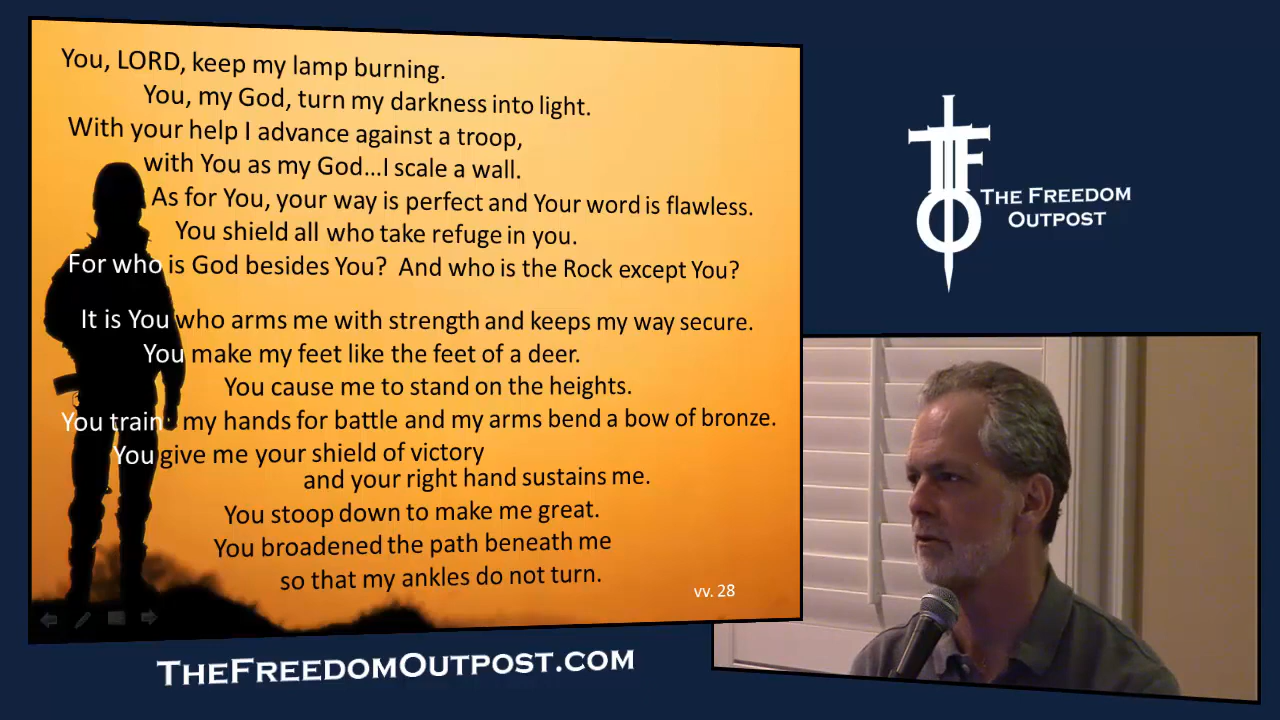 You, LORD, keep my lamp burning.
You, my God, turn my darkness into light.
With your help I advance against a troop,
with You as my God...I scale a wall.
As for You, your way is perfect and Your word is flawless.
You shield all who take refuge in you.
For who is God besides You? And who is the Rock except You?
It is You who arms me with strength and keeps my way secure.
You make my feet like the feet of a deer.
You cause me to stand on the heights.
You train my hands for battle and my arms bend a bow of bronze.
You give me your shield of victory
and your right hand sustains me.
You stoop down to make me great.
You broadened the path beneath me
so that my ankles do not turn.
vv. 28
THE FREEDOM
OUTPOST
THEFREEDOMOUTPOST.COM